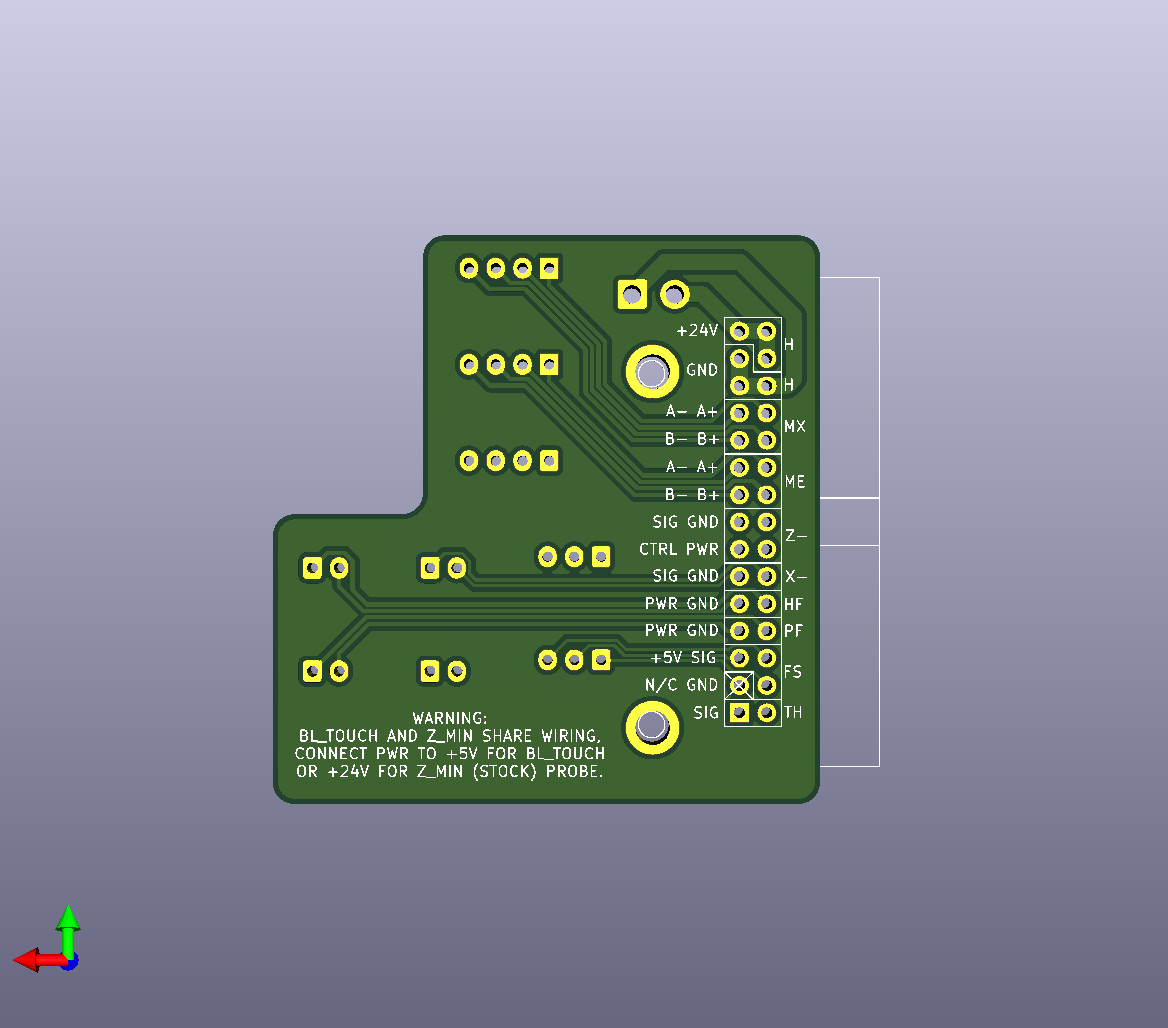 +24V
H
GND
H
A- A+
MX
B- B+
A- A+
ME
B- B+
SIG GND
Z-
CTRL PWR
SIG GND X-
PWR GND HF
PWR GND PF
+5V SIG
FS
N/C GND
SIG TH
WARNING:
BL_TOUCH AND Z_MIN SHARE WIRING,
CONNECT PWR TO +5V FOR BL_TOUCH
OR +24V FOR Z_MIN (STOCK) PROBE.